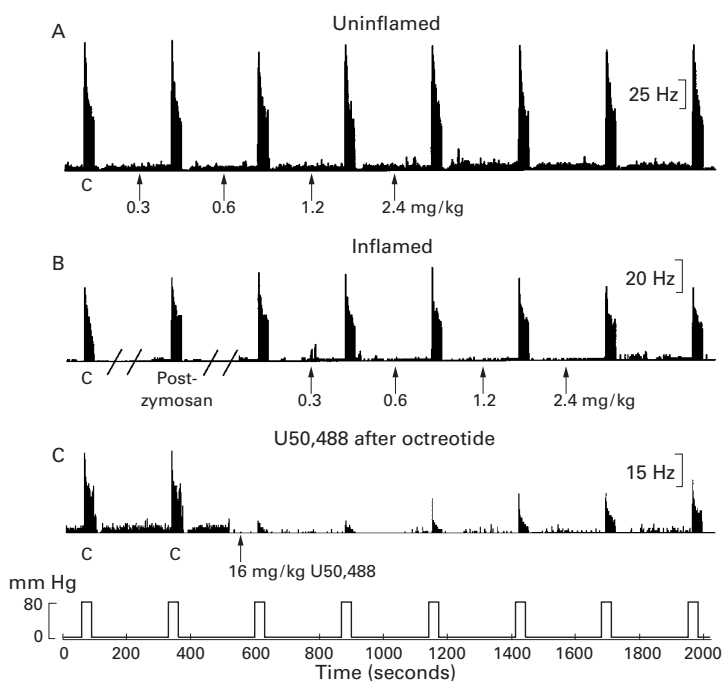 A
Uninflamed
25 Hz
C
0.3 0.6 1.2 2.4 mg/kg
Inflamed
B
20 Hz
C
Post-
zymosan
0.3 0.6 1.2 2.4 mg/kg
C
U50,488 after octreotide
15 Hz
C C
16 mg/kg U50,488
mm Hg
80
0
0 200 400 600 800 1000 1200 1400 1600 1800 2000
Time (seconds)